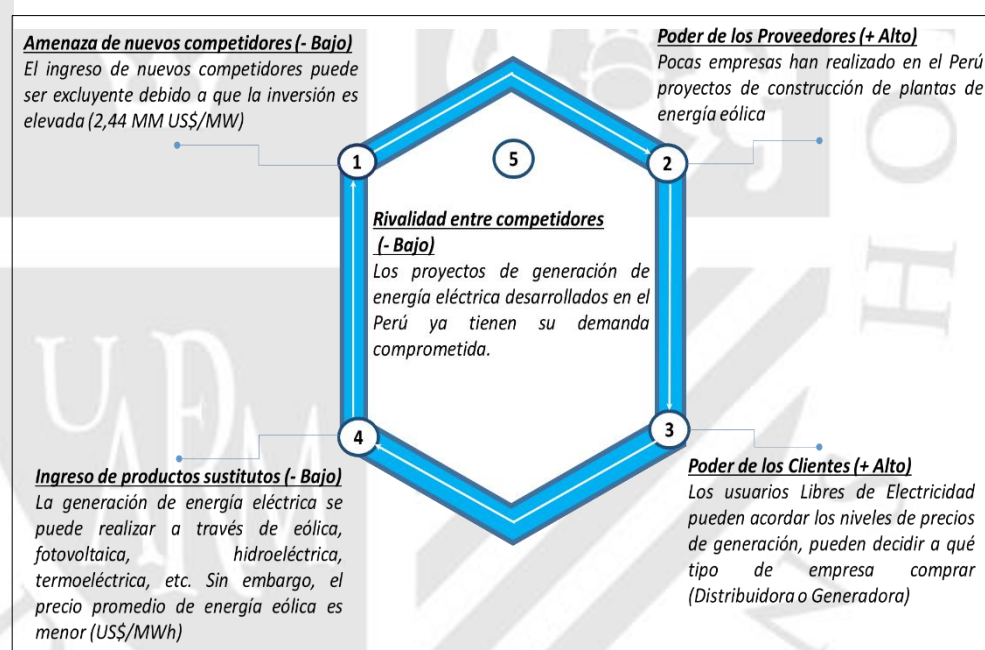 Amenaza de nuevos competidores (- Bajo)
El ingreso de nuevos competidores puede
ser excluyente debido a que la inversión es
elevada (2,44 MM US$/MW)
Poder de los Proveedores (+ Alto)
Pocas empresas han realizado en el Perú
proyectos de construcción de plantas de
energía eólica
1
5
2
Rivalidad entre competidores
(- Bajo)
Los proyectos de generación de
energía eléctrica desarrollados en el
Perú ya tienen su demanda
comprometida.
4
3
Ingreso de productos sustitutos (- Bajo)
La generación de energía eléctrica se
puede realizar a través de eólica,
fotovoltaica, hidroeléctrica,
termoeléctrica, etc. Sin embargo, el
precio promedio de energía eólica es
menor (US$/MWh)
Poder de los Clientes (+ Alto)
Los usuarios Libres de Electricidad
pueden acordar los niveles de precios
de generación, pueden decidir a qué
tipo de empresa comprar
(Distribuidora o Generadora)